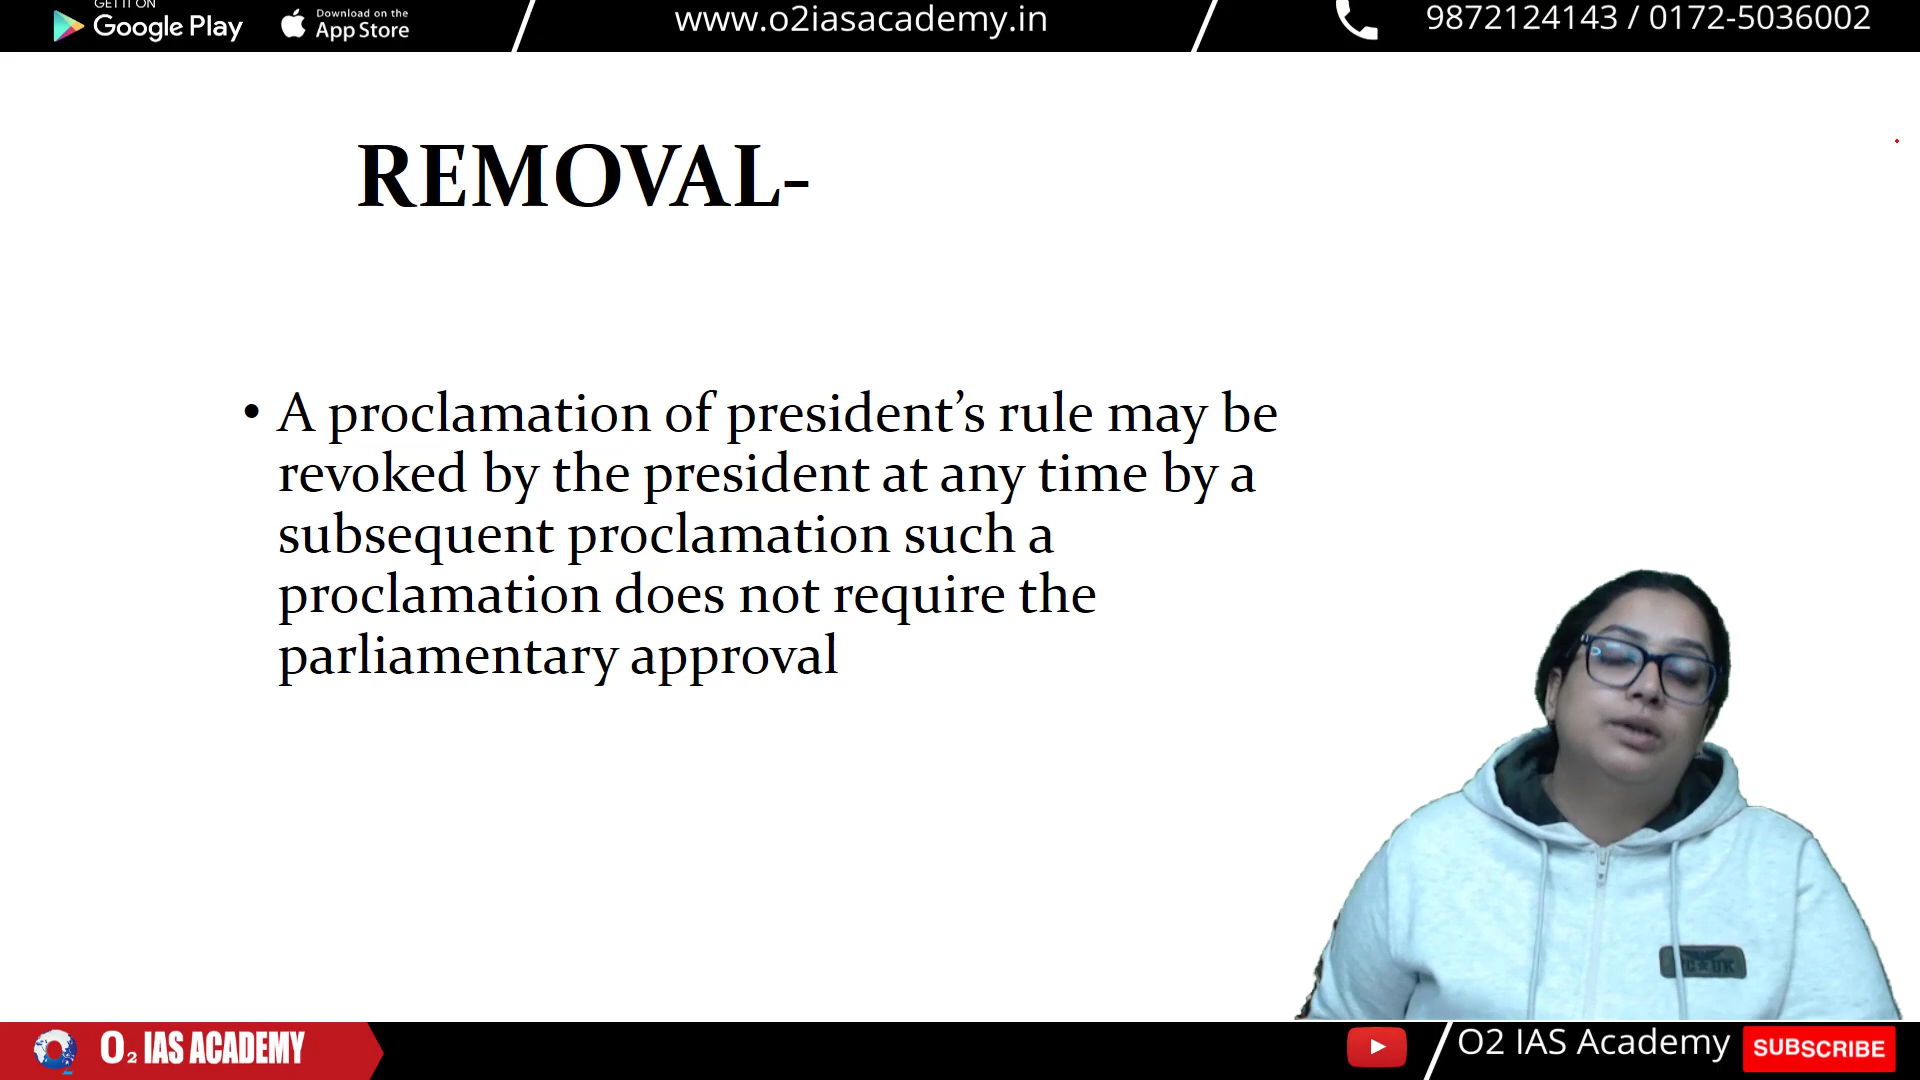 GET IT ON
Google Play
Download on the
App Store
www.o2iasacademy.in
9872124143 / 0172-5036002
REMOVAL-
• A proclamation of president’s rule may be
revoked by the president at any time by a
subsequent proclamation such a
proclamation does not require the
parliamentary approval
O2 IAS ACADEMY
O2 IAS Academy
SUBSCRIBE